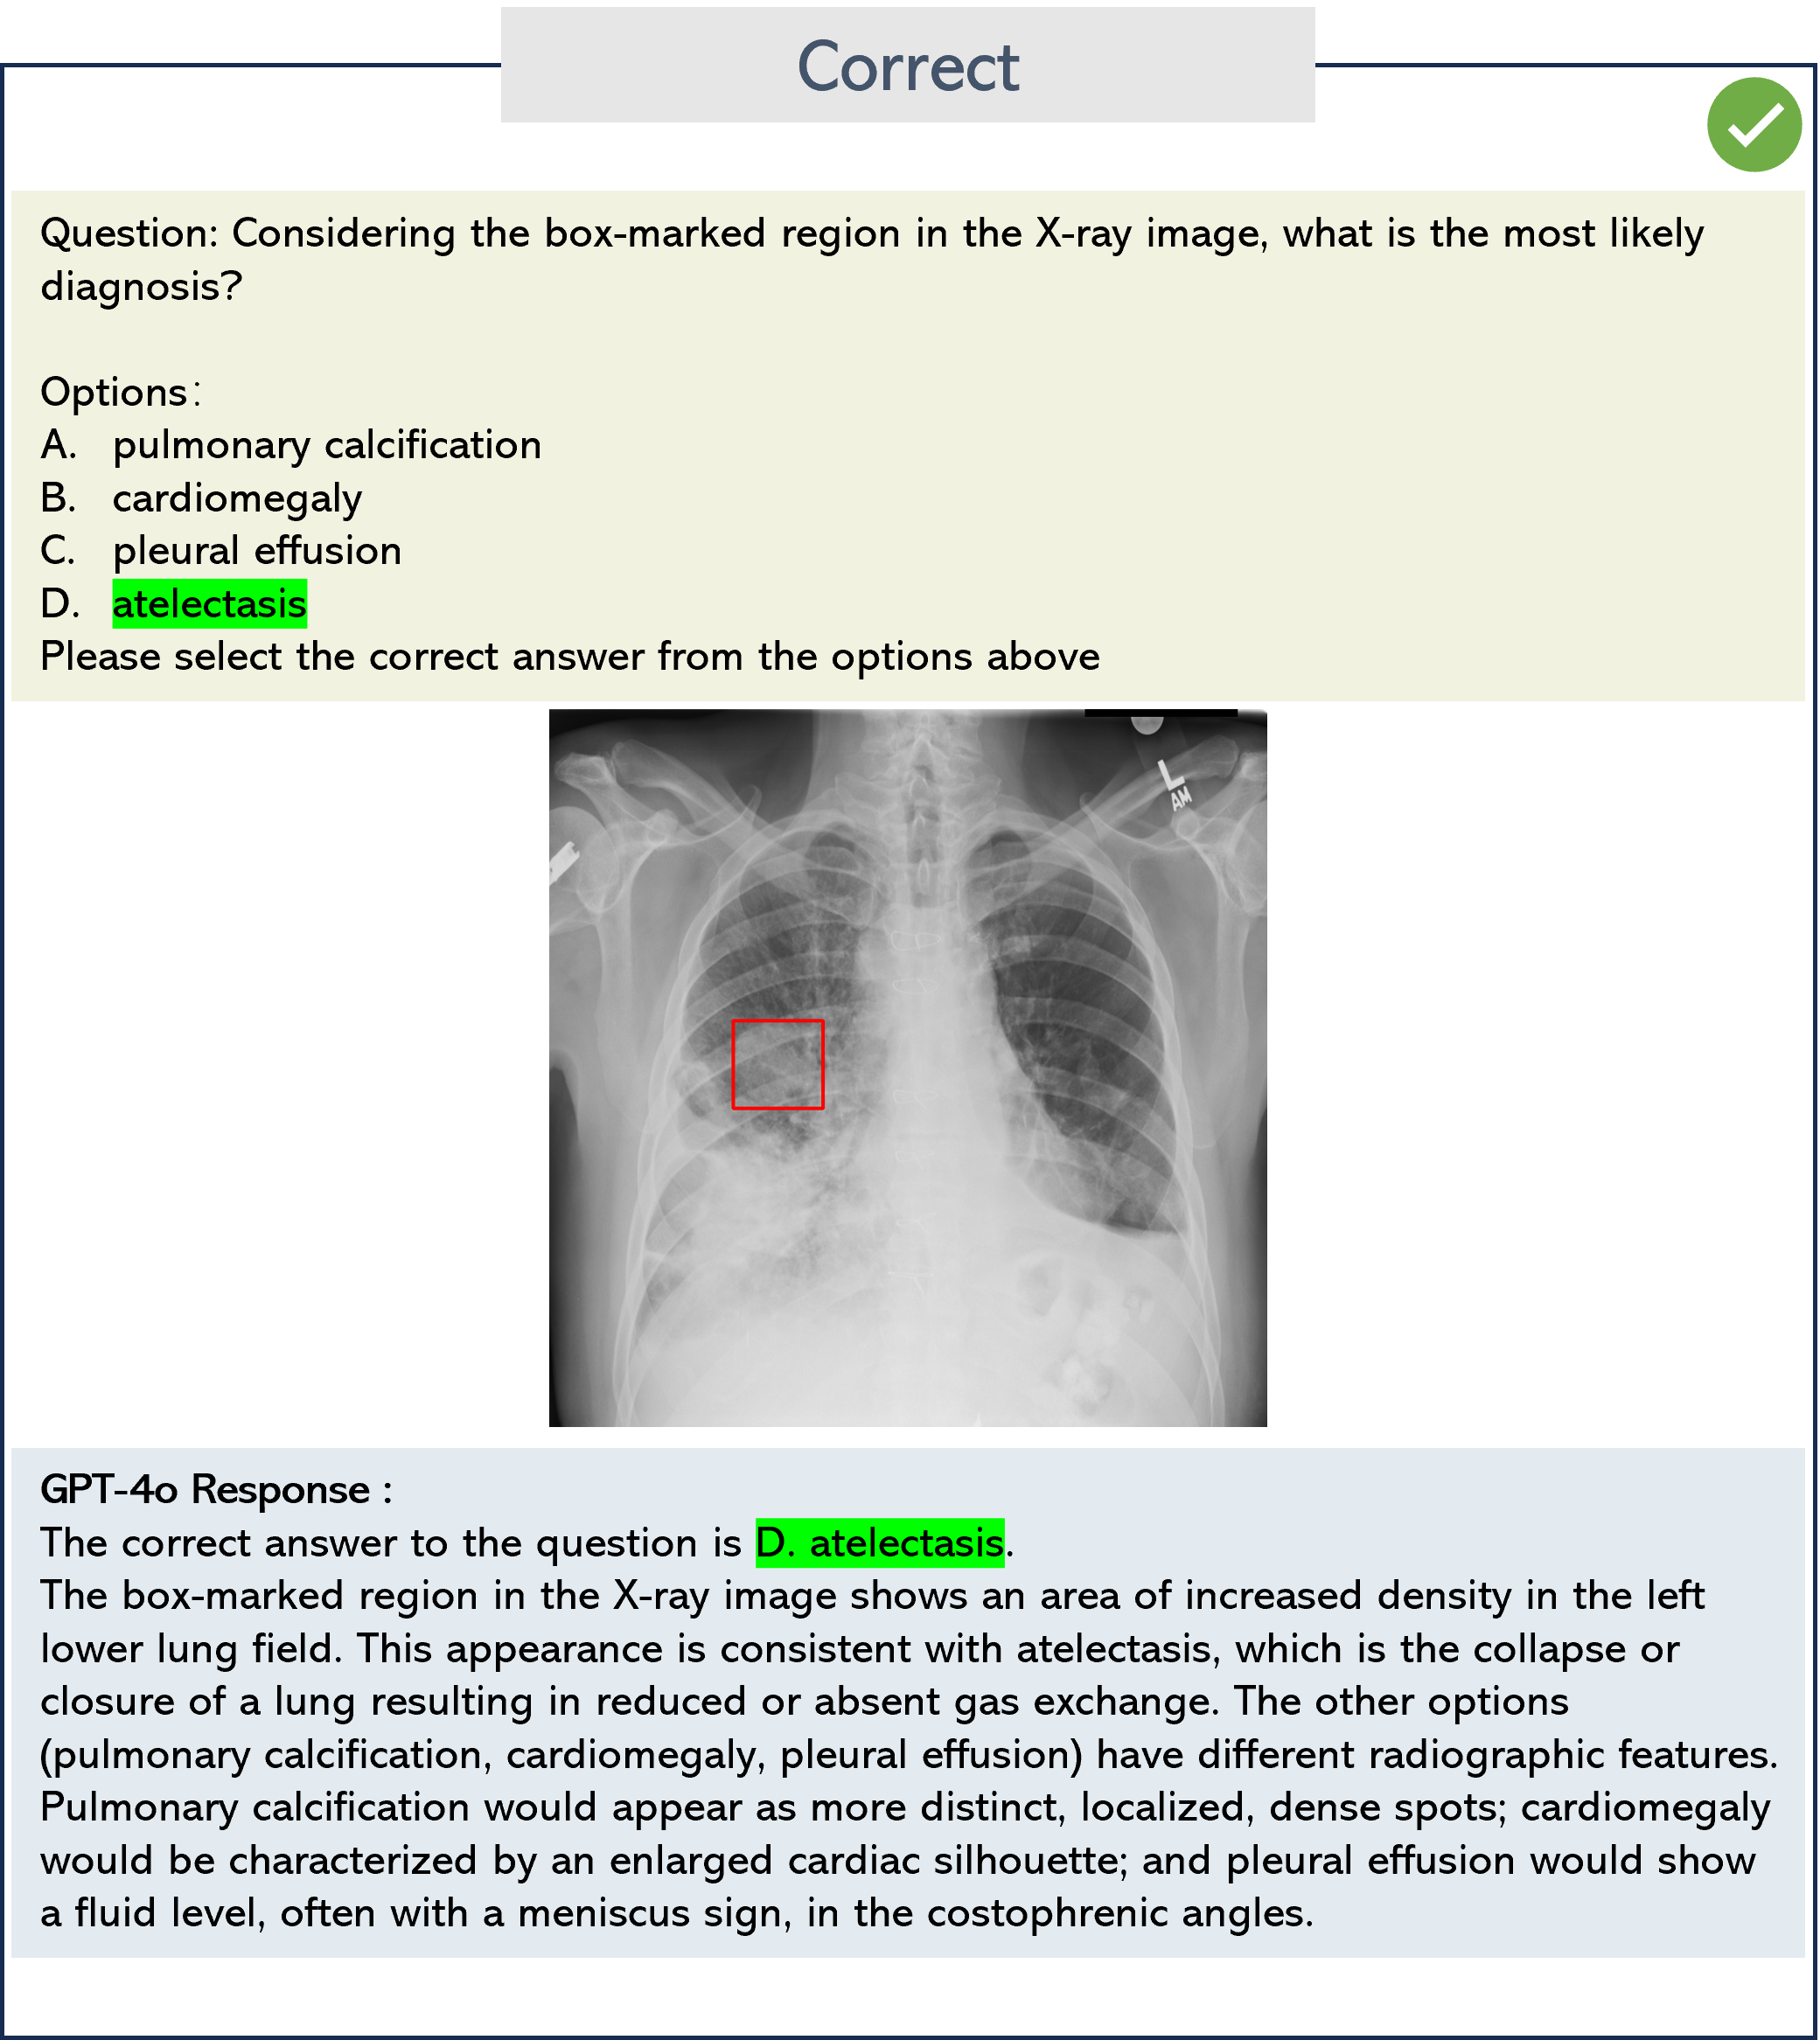 Correct
Question: Considering the box-marked region in the X-ray image, what is the most likely
diagnosis?
Options:
A. pulmonary calcification
B. cardiomegaly
C. pleural effusion
D. atelectasis
Please select the correct answer from the options above
L
AM
GPT-4o Response :
The correct answer to the question is D. atelectasis.
The box-marked region in the X-ray image shows an area of increased density in the left
lower lung field. This appearance is consistent with atelectasis, which is the collapse or
closure of a lung resulting in reduced or absent gas exchange. The other options
(pulmonary calcification, cardiomegaly, pleural effusion) have different radiographic features.
Pulmonary calcification would appear as more distinct, localized, dense spots; cardiomegaly
would be characterized by an enlarged cardiac silhouette; and pleural effusion would show
a fluid level, often with a meniscus sign, in the costophrenic angles.